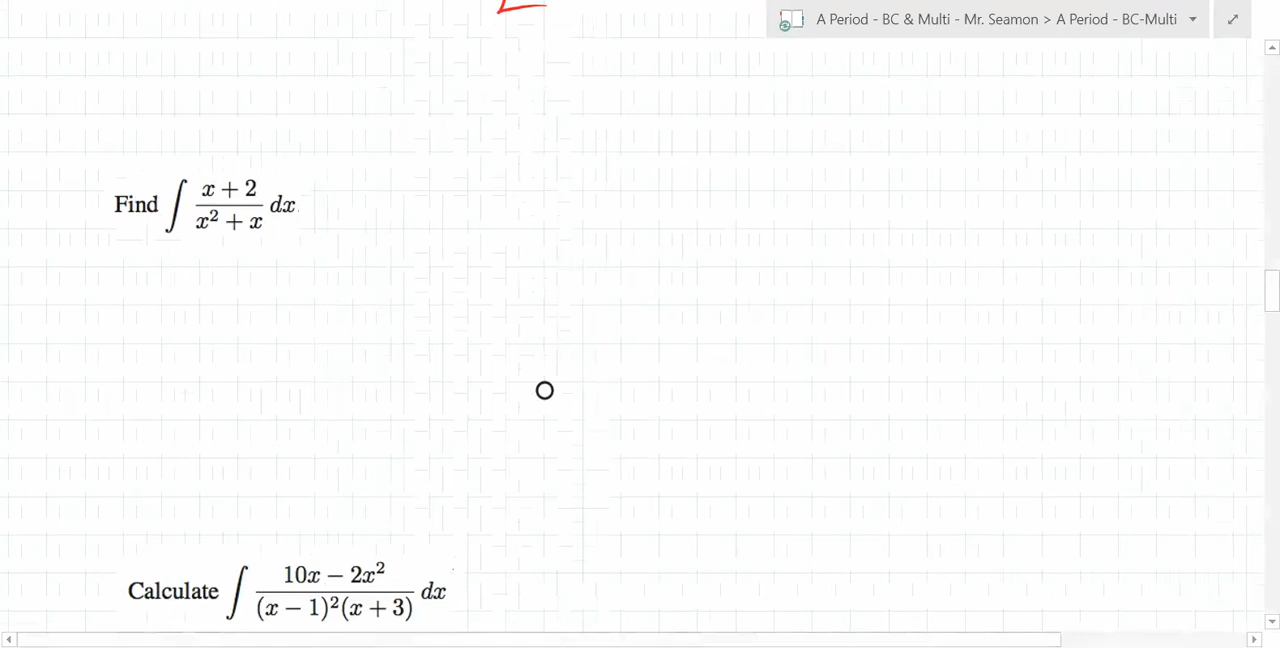 A Period - BC & Multi - Mr. Seamon > A Period - BC-Multi
Find ∫ (x + 2)/(x² + x) dx
Calculate ∫ (10x − 2x²)/((x − 1)²(x + 3)) dx